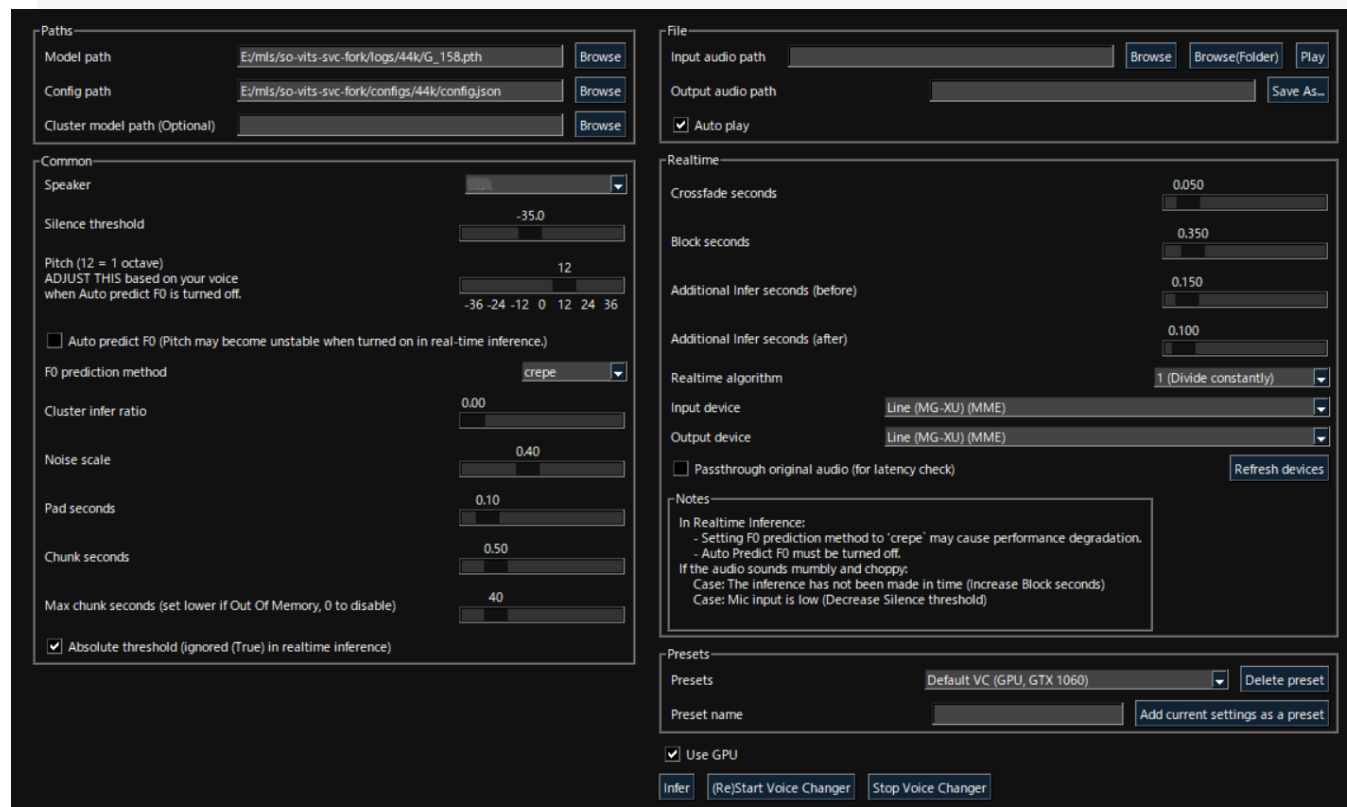 Paths
Model path E:/mls/so-vits-svc-fork/logs/44k/G_158.pth Browse
Config path E:/mls/so-vits-svc-fork/configs/44k/config.json Browse
Cluster model path (Optional) Browse
Common
Speaker
Silence threshold -35.0
Pitch (12 = 1 octave)
ADJUST THIS based on your voice
when Auto predict F0 is turned off.
12
-36 -24 -12 0 12 24 36
Auto predict F0 (Pitch may become unstable when turned on in real-time inference.)
F0 prediction method crepe
Cluster infer ratio 0.00
Noise scale 0.40
Pad seconds 0.10
Chunk seconds 0.50
Max chunk seconds (set lower if Out Of Memory, 0 to disable) 40
Absolute threshold (ignored (True) in realtime inference)
File
Input audio path Browse Browse(Folder) Play
Output audio path Save As...
Auto play
Realtime
Crossfade seconds 0.050
Block seconds 0.350
Additional Infer seconds (before) 0.150
Additional Infer seconds (after) 0.100
Realtime algorithm 1 (Divide constantly)
Input device Line (MG-XU) (MME)
Output device Line (MG-XU) (MME)
Passthrough original audio (for latency check) Refresh devices
Notes
In Realtime Inference:
- Setting F0 prediction method to `crepe` may cause performance degradation.
- Auto Predict F0 must be turned off.
If the audio sounds mumbly and choppy:
Case: The inference has not been made in time (Increase Block seconds)
Case: Mic input is low (Decrease Silence threshold)
Presets
Presets Default VC (GPU, GTX 1060) Delete preset
Preset name Add current settings as a preset
Use GPU
Infer (Re)Start Voice Changer Stop Voice Changer